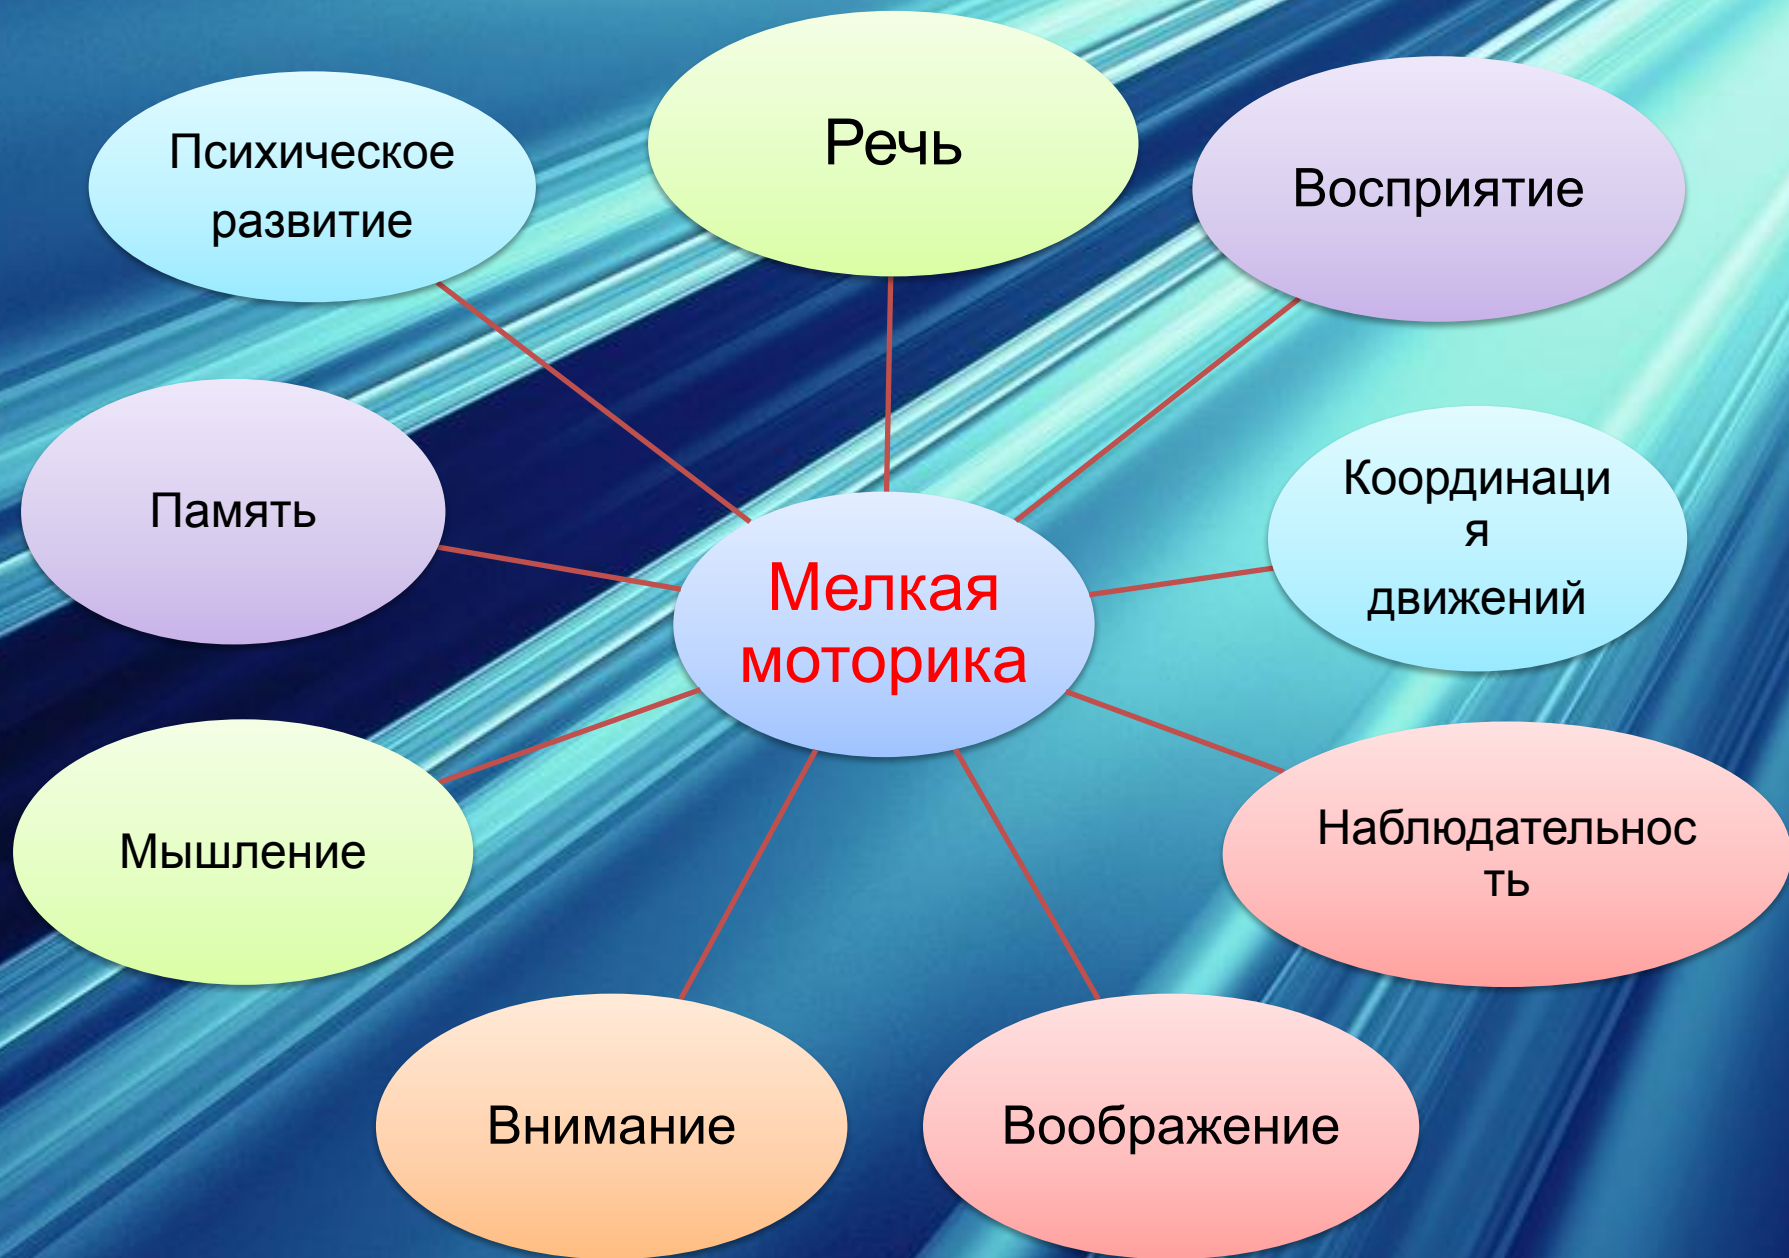 Речь
Психическое
развитие
Восприятие
Память
Координаци
я
движений
Мелкая
моторика
Мышление
Наблюдательнос
ть
Внимание
Воображение